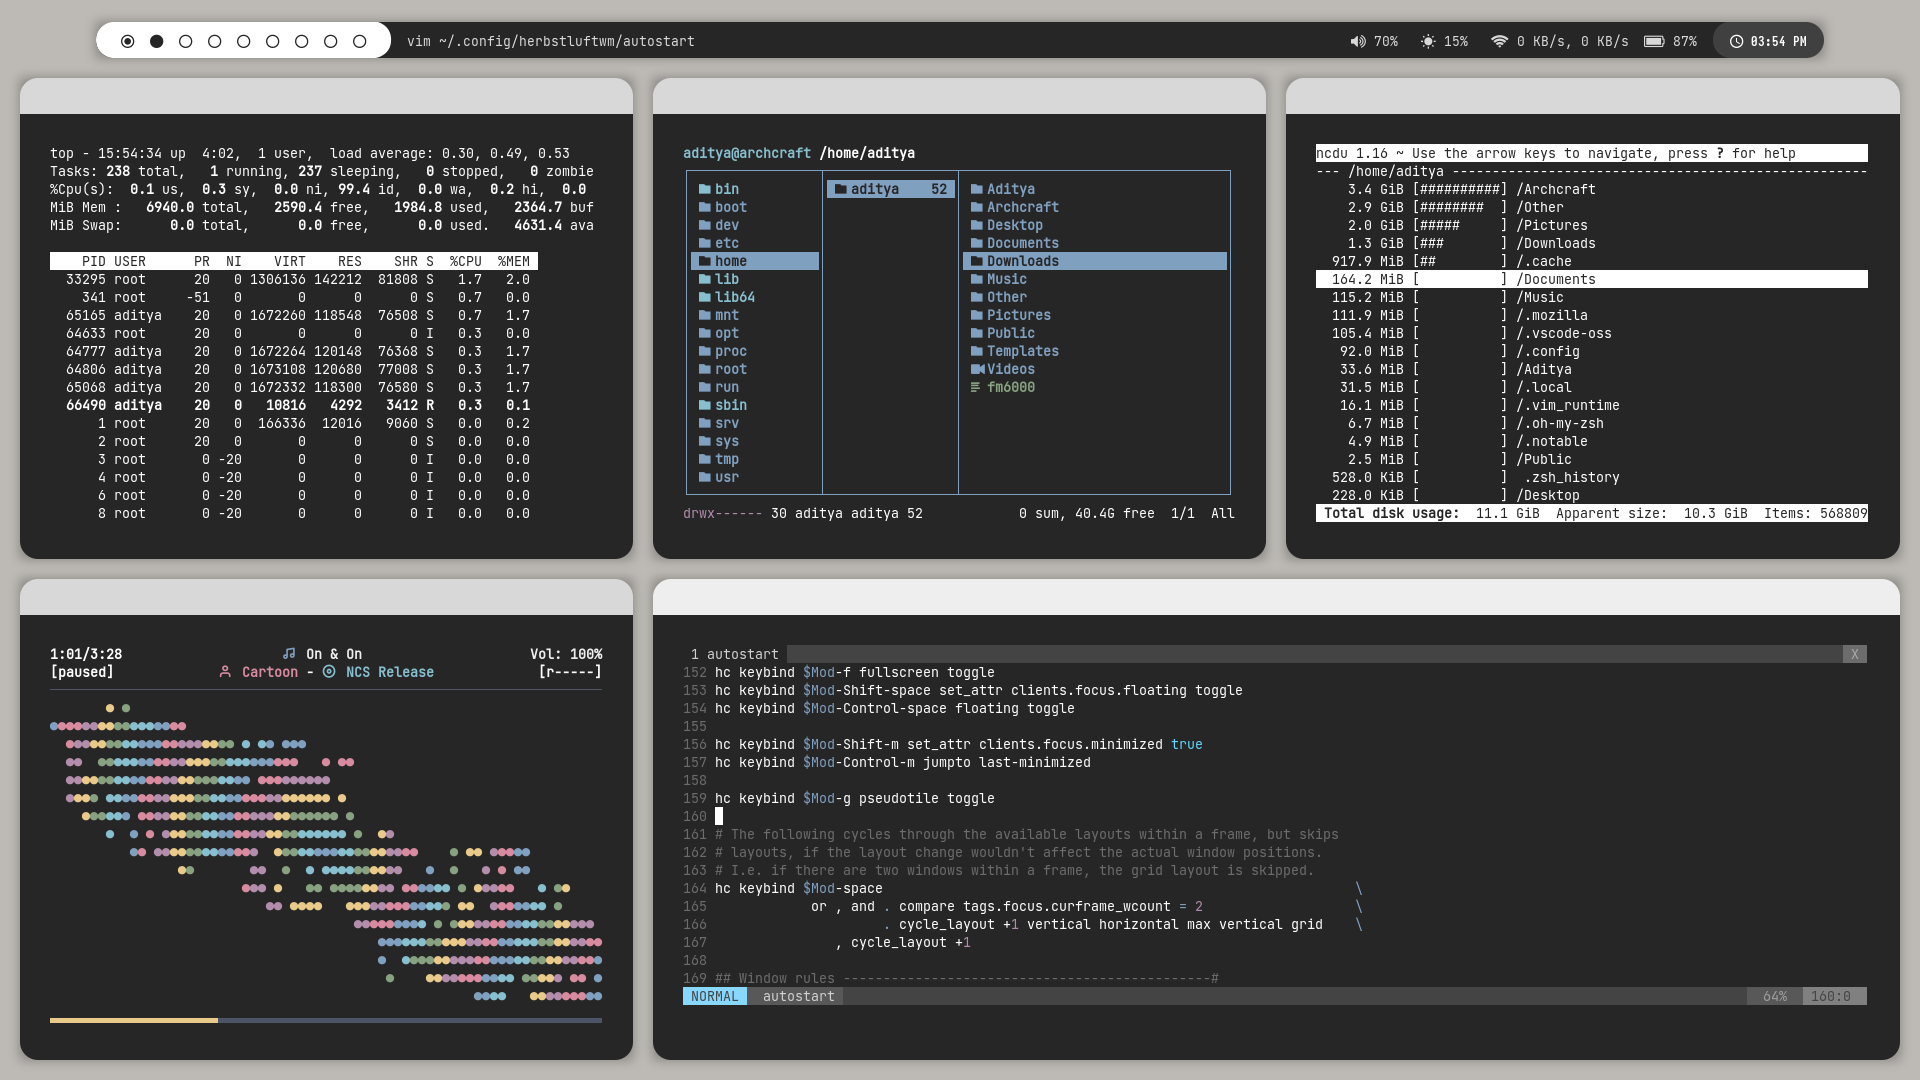 vim ~/.config/herbstluftwm/autostart
70% 15% 0 KB/s, 0 KB/s 87% 03:54 PM
top - 15:54:34 up  4:02,  1 user,  load average: 0.30, 0.49, 0.53
Tasks: 238 total,   1 running, 237 sleeping,   0 stopped,   0 zombie
%Cpu(s):  0.1 us,  0.3 sy,  0.0 ni, 99.4 id,  0.0 wa,  0.2 hi,  0.0
MiB Mem :   6940.0 total,   2590.4 free,   1984.8 used,   2364.7 buf
MiB Swap:      0.0 total,      0.0 free,      0.0 used.   4631.4 ava
PID USER      PR  NI    VIRT    RES    SHR S  %CPU  %MEM
33295 root      20   0 1306136 142212  81808 S   1.7   2.0
341 root     -51   0       0      0      0 S   0.7   0.0
65165 aditya    20   0 1672260 118548  76508 S   0.7   1.7
64633 root      20   0       0      0      0 I   0.3   0.0
64777 aditya    20   0 1672264 120148  76368 S   0.3   1.7
64806 aditya    20   0 1673108 120680  77008 S   0.3   1.7
65068 aditya    20   0 1672332 118300  76580 S   0.3   1.7
66490 aditya    20   0   10816   4292   3412 R   0.3   0.1
1 root      20   0  166336  12016   9060 S   0.0   0.2
2 root      20   0       0      0      0 S   0.0   0.0
3 root       0 -20       0      0      0 I   0.0   0.0
4 root       0 -20       0      0      0 I   0.0   0.0
6 root       0 -20       0      0      0 I   0.0   0.0
8 root       0 -20       0      0      0 I   0.0   0.0
aditya@archcraft /home/aditya
bin
boot
dev
etc
home
lib
lib64
mnt
opt
proc
root
run
sbin
srv
sys
tmp
usr
aditya    52
Aditya
Archcraft
Desktop
Documents
Downloads
Music
Other
Pictures
Public
Templates
Videos
fm6000
drwx------ 30 aditya aditya 52            0 sum, 40.4G free  1/1  All
ncdu 1.16 ~ Use the arrow keys to navigate, press ? for help
--- /home/aditya ----------------------------------------------------
3.4 GiB [##########] /Archcraft
2.9 GiB [########  ] /Other
2.0 GiB [#####     ] /Pictures
1.3 GiB [###       ] /Downloads
917.9 MiB [##        ] /.cache
164.2 MiB [          ] /Documents
115.2 MiB [          ] /Music
111.9 MiB [          ] /.mozilla
105.4 MiB [          ] /.vscode-oss
92.0 MiB [          ] /.config
33.6 MiB [          ] /Aditya
31.5 MiB [          ] /.local
16.1 MiB [          ] /.vim_runtime
6.7 MiB [          ] /.oh-my-zsh
4.9 MiB [          ] /.notable
2.5 MiB [          ] /Public
528.0 KiB [          ]  .zsh_history
228.0 KiB [          ] /Desktop
Total disk usage:  11.1 GiB  Apparent size:  10.3 GiB  Items: 568809
1:01/3:28 On & On Vol: 100%
[paused] Cartoon - NCS Release [r-----]
1 autostart X
152 hc keybind $Mod-f fullscreen toggle
153 hc keybind $Mod-Shift-space set_attr clients.focus.floating toggle
154 hc keybind $Mod-Control-space floating toggle
155
156 hc keybind $Mod-Shift-m set_attr clients.focus.minimized true
157 hc keybind $Mod-Control-m jumpto last-minimized
158
159 hc keybind $Mod-g pseudotile toggle
160
161 # The following cycles through the available layouts within a frame, but skips
162 # layouts, if the layout change wouldn't affect the actual window positions.
163 # I.e. if there are two windows within a frame, the grid layout is skipped.
164 hc keybind $Mod-space                                                           \
165             or , and . compare tags.focus.curframe_wcount = 2                   \
166                      . cycle_layout +1 vertical horizontal max vertical grid    \
167                , cycle_layout +1
168
169 ## Window rules ----------------------------------------------#
NORMAL autostart 64% 160:0